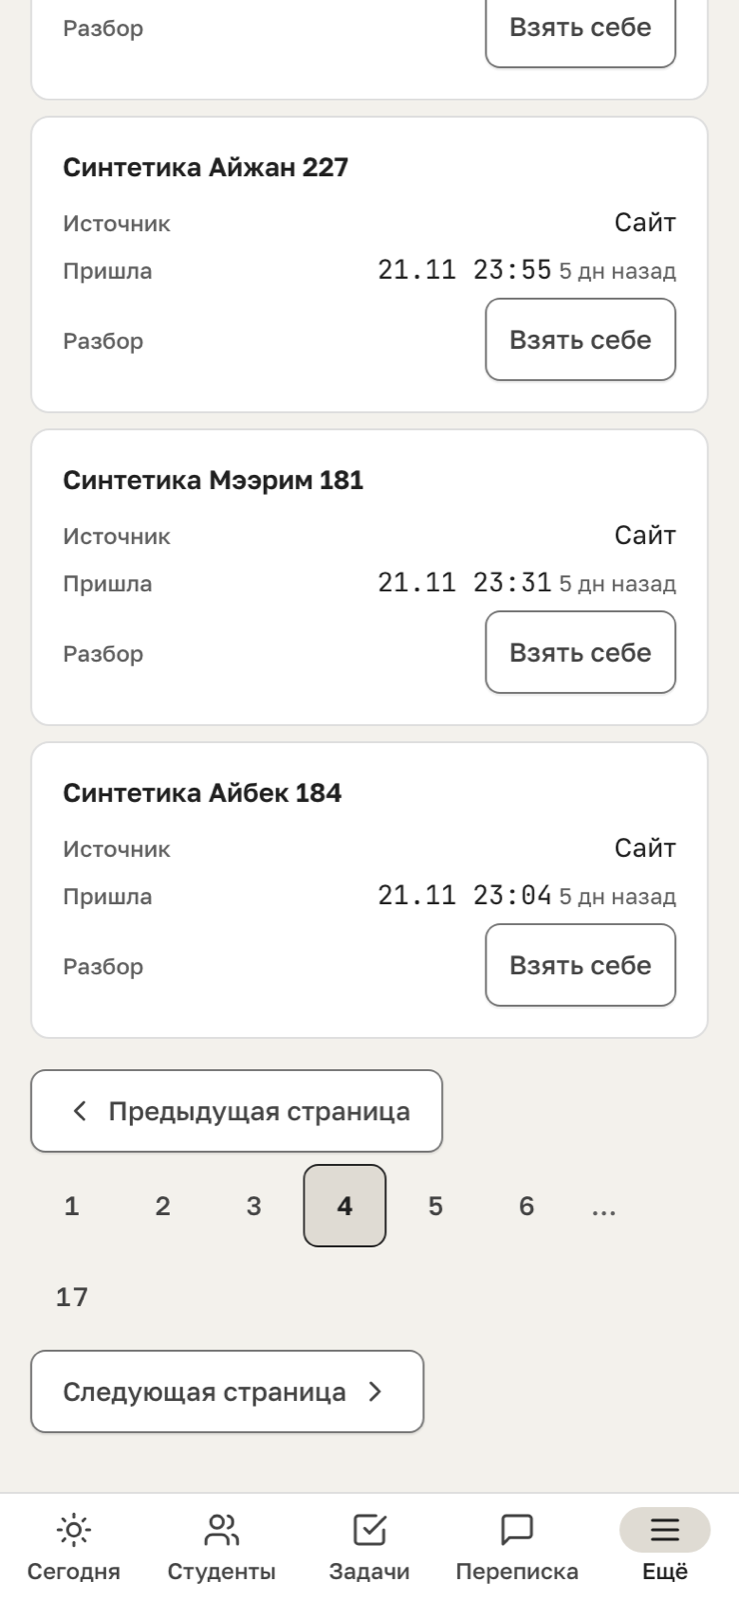 Разбор Взять себе
Синтетика Айжан 227
Источник Сайт
Пришла 21.11 23:55 5 дн назад
Разбор Взять себе
Синтетика Мээрим 181
Источник Сайт
Пришла 21.11 23:31 5 дн назад
Разбор Взять себе
Синтетика Айбек 184
Источник Сайт
Пришла 21.11 23:04 5 дн назад
Разбор Взять себе
Предыдущая страница
1 2 3 4 5 6 ...
17
Следующая страница
Сегодня Студенты Задачи Переписка Ещё